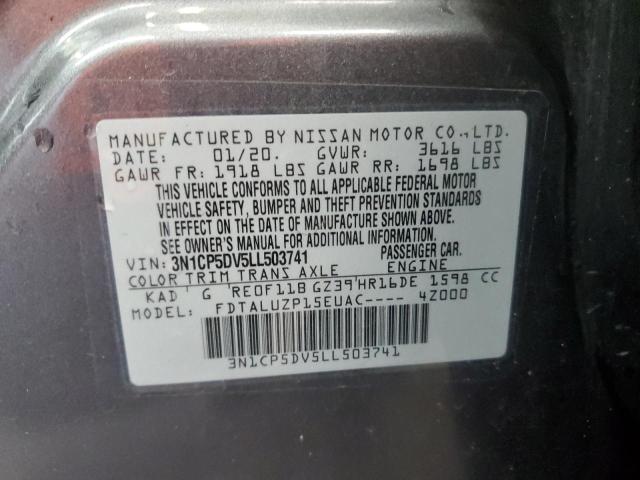 MANUFACTURED BY NISSAN MOTOR CO.,LTD.
DATE: 01/20. GVWR: 3616 LBS
GAWR FR: 1918 LBS GAWR RR: 1698 LBS
THIS VEHICLE CONFORMS TO ALL APPLICABLE FEDERAL MOTOR
VEHICLE SAFETY, BUMPER AND THEFT PREVENTION STANDARDS
IN EFFECT ON THE DATE OF MANUFACTURE SHOWN ABOVE.
SEE OWNER'S MANUAL FOR ADDITIONAL INFORMATION.
VIN: 3N1CP5DV5LL503741 PASSENGER CAR.
COLOR TRIM TRANS AXLE ENGINE
KAD G RE0F11B GZ39 HR16DE 1598 CC
MODEL: FDTALUZP15EUAC---- 42000
3N1CP5DV5LL503741